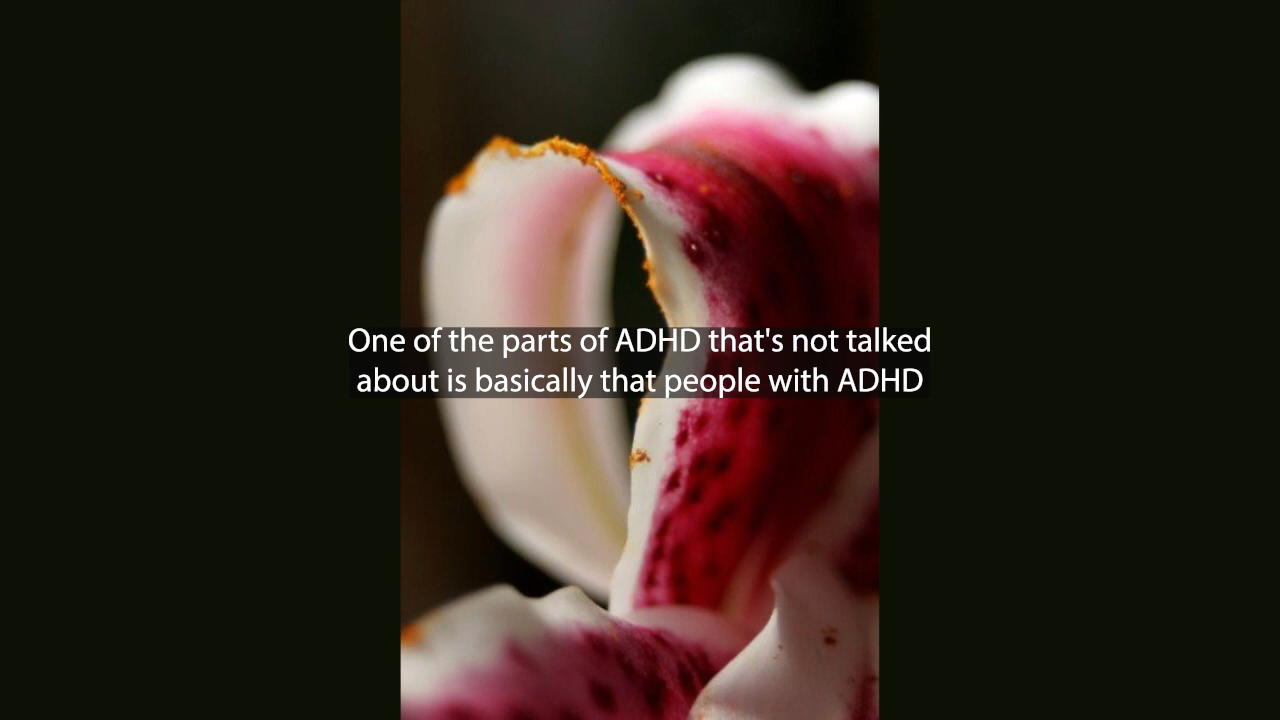 One of the parts of ADHD that's not talked
about is basically that people with ADHD